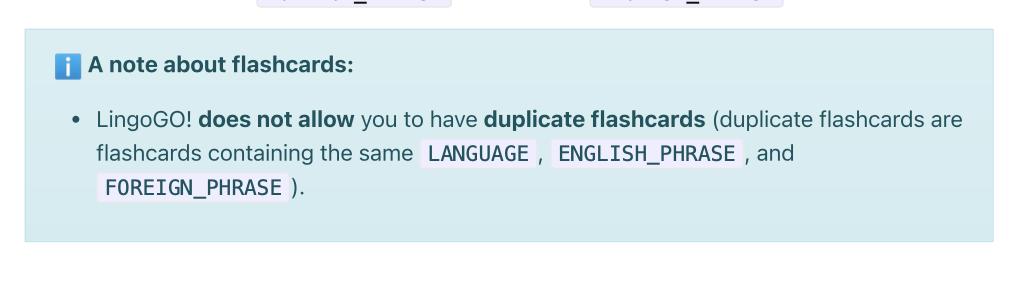 A note about flashcards:
• LingoGO! does not allow you to have duplicate flashcards (duplicate flashcards are
flashcards containing the same LANGUAGE, ENGLISH_PHRASE, and
FOREIGN_PHRASE).